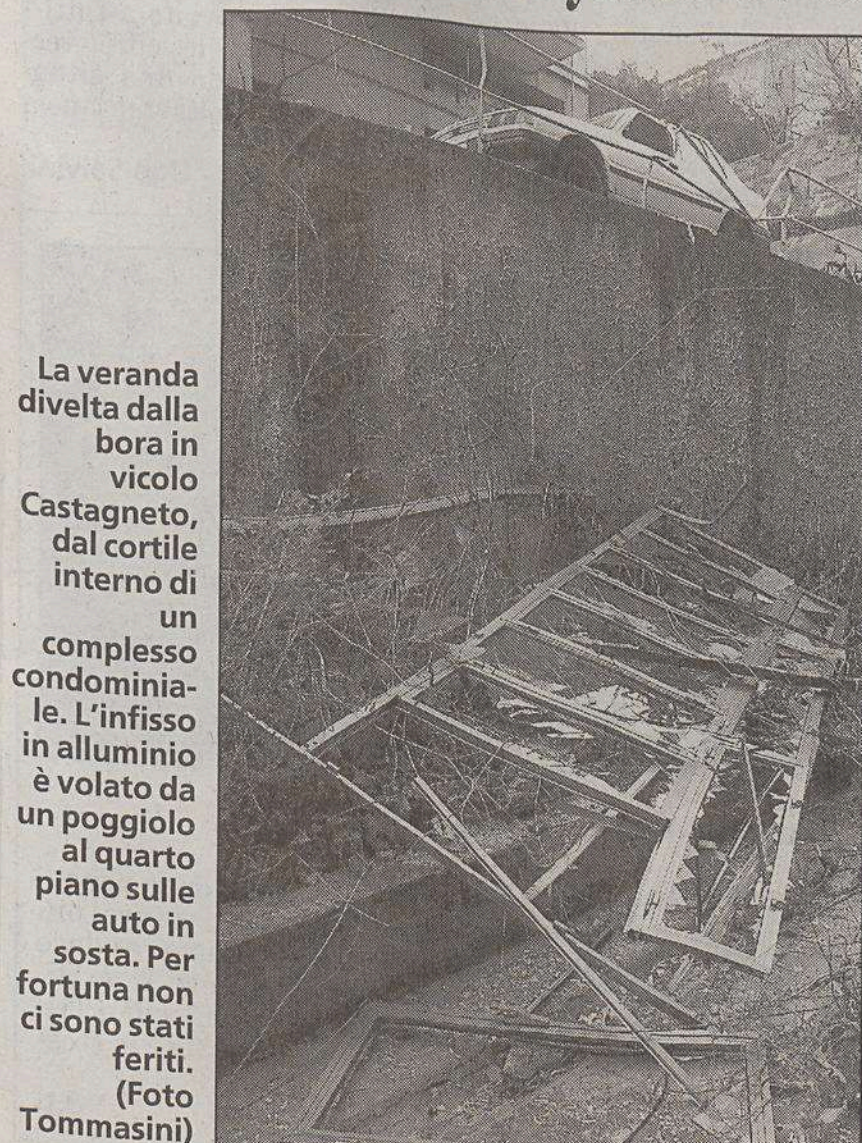 La veranda
divelta dalla
bora in
vicolo
Castagneto,
dal cortile
interno di
un
complesso
condominia-
le. L'infisso
in alluminio
è volato da
un poggiolo
al quarto
piano sulle
auto in
sosta. Per
fortuna non
ci sono stati
feriti.
(Foto
Tommasini)